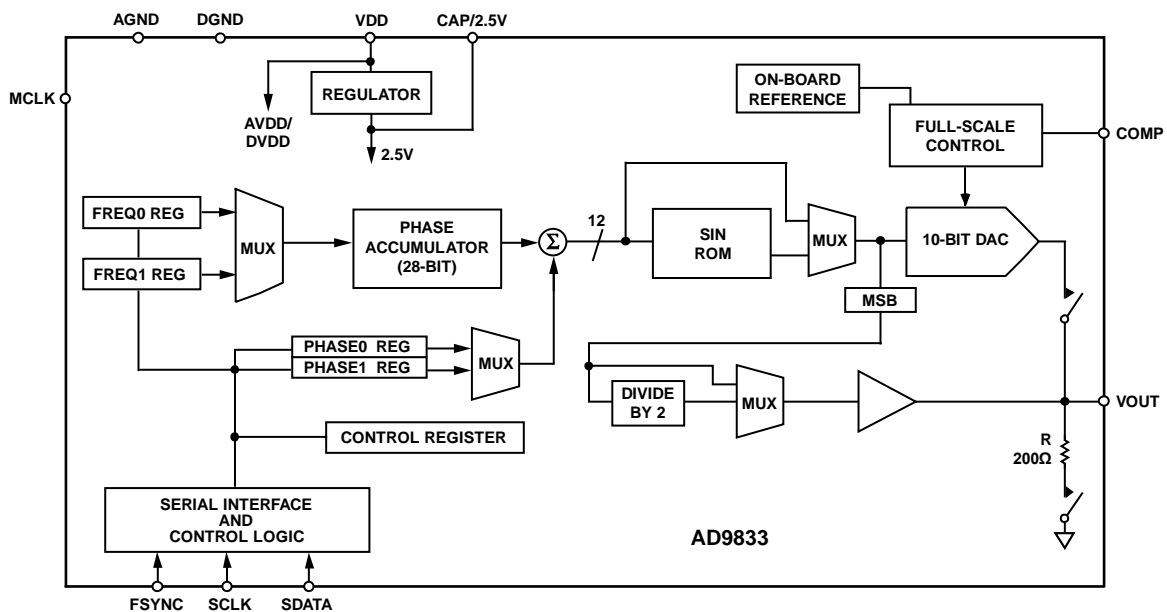 AGND
DGND
VDD
CAP/2.5V
MCLK
REGULATOR
AVDD/
DVDD
2.5V
ON-BOARD
REFERENCE
FULL-SCALE
CONTROL
COMP
FREQ0 REG
FREQ1 REG
MUX
PHASE
ACCUMULATOR
(28-BIT)
Σ
12
SIN
ROM
MUX
10-BIT DAC
MSB
PHASE0 REG
PHASE1 REG
MUX
DIVIDE
BY 2
MUX
VOUT
R
200Ω
CONTROL REGISTER
SERIAL INTERFACE
AND
CONTROL LOGIC
AD9833
FSYNC
SCLK
SDATA